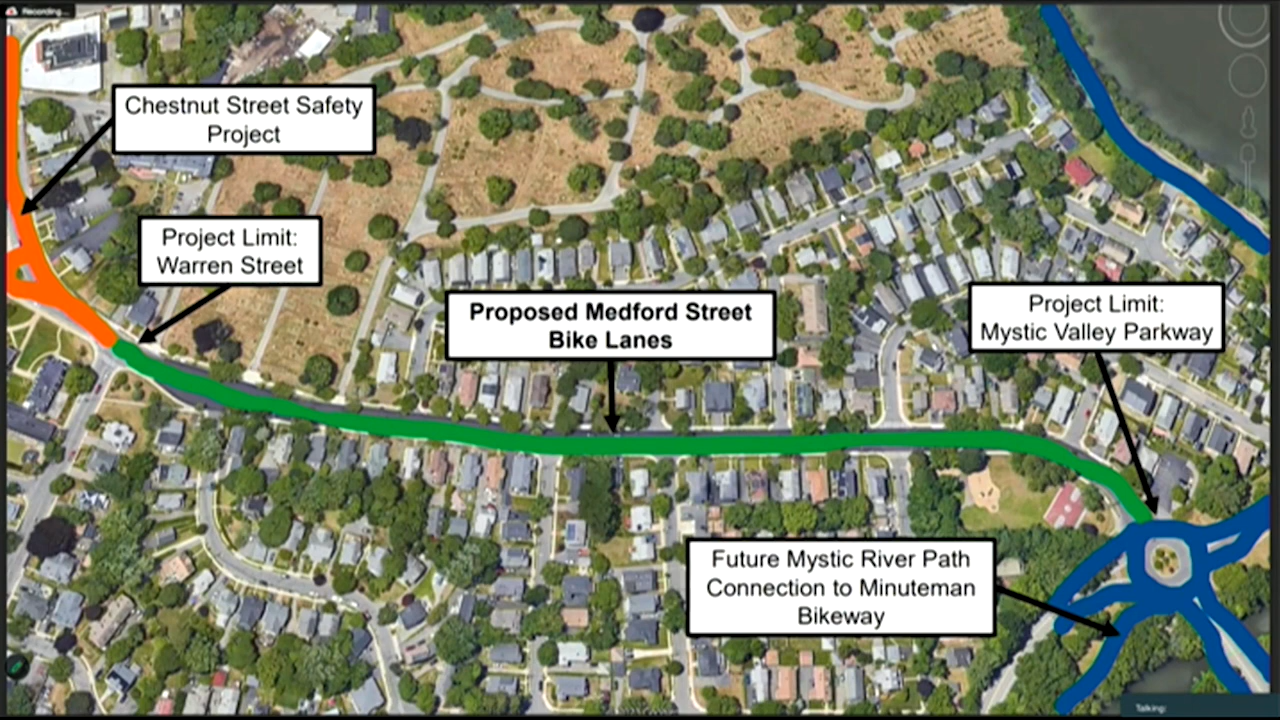 Recording...
Chestnut Street Safety
Project
Project Limit:
Warren Street
Proposed Medford Street
Bike Lanes
Project Limit:
Mystic Valley Parkway
Future Mystic River Path
Connection to Minuteman
Bikeway
Talking: